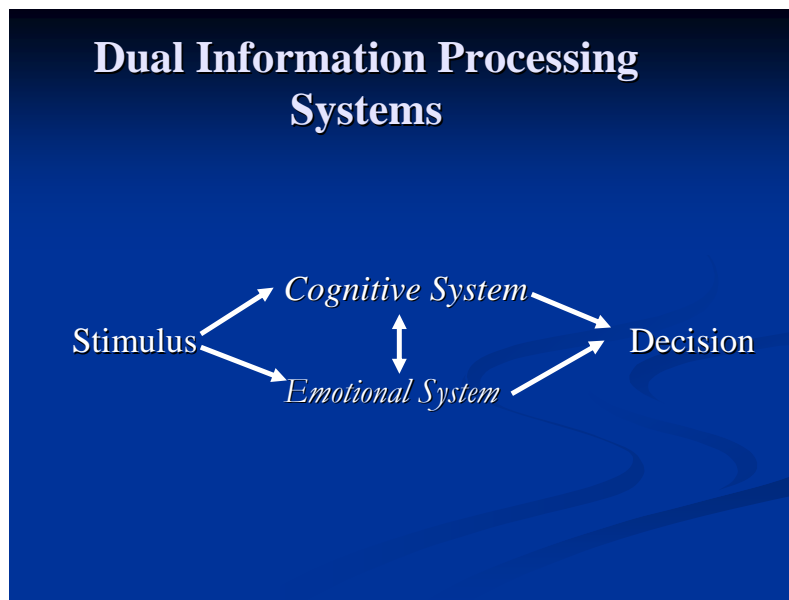 Dual Information Processing
Systems
Cognitive System
Stimulus
Decision
Emotional System